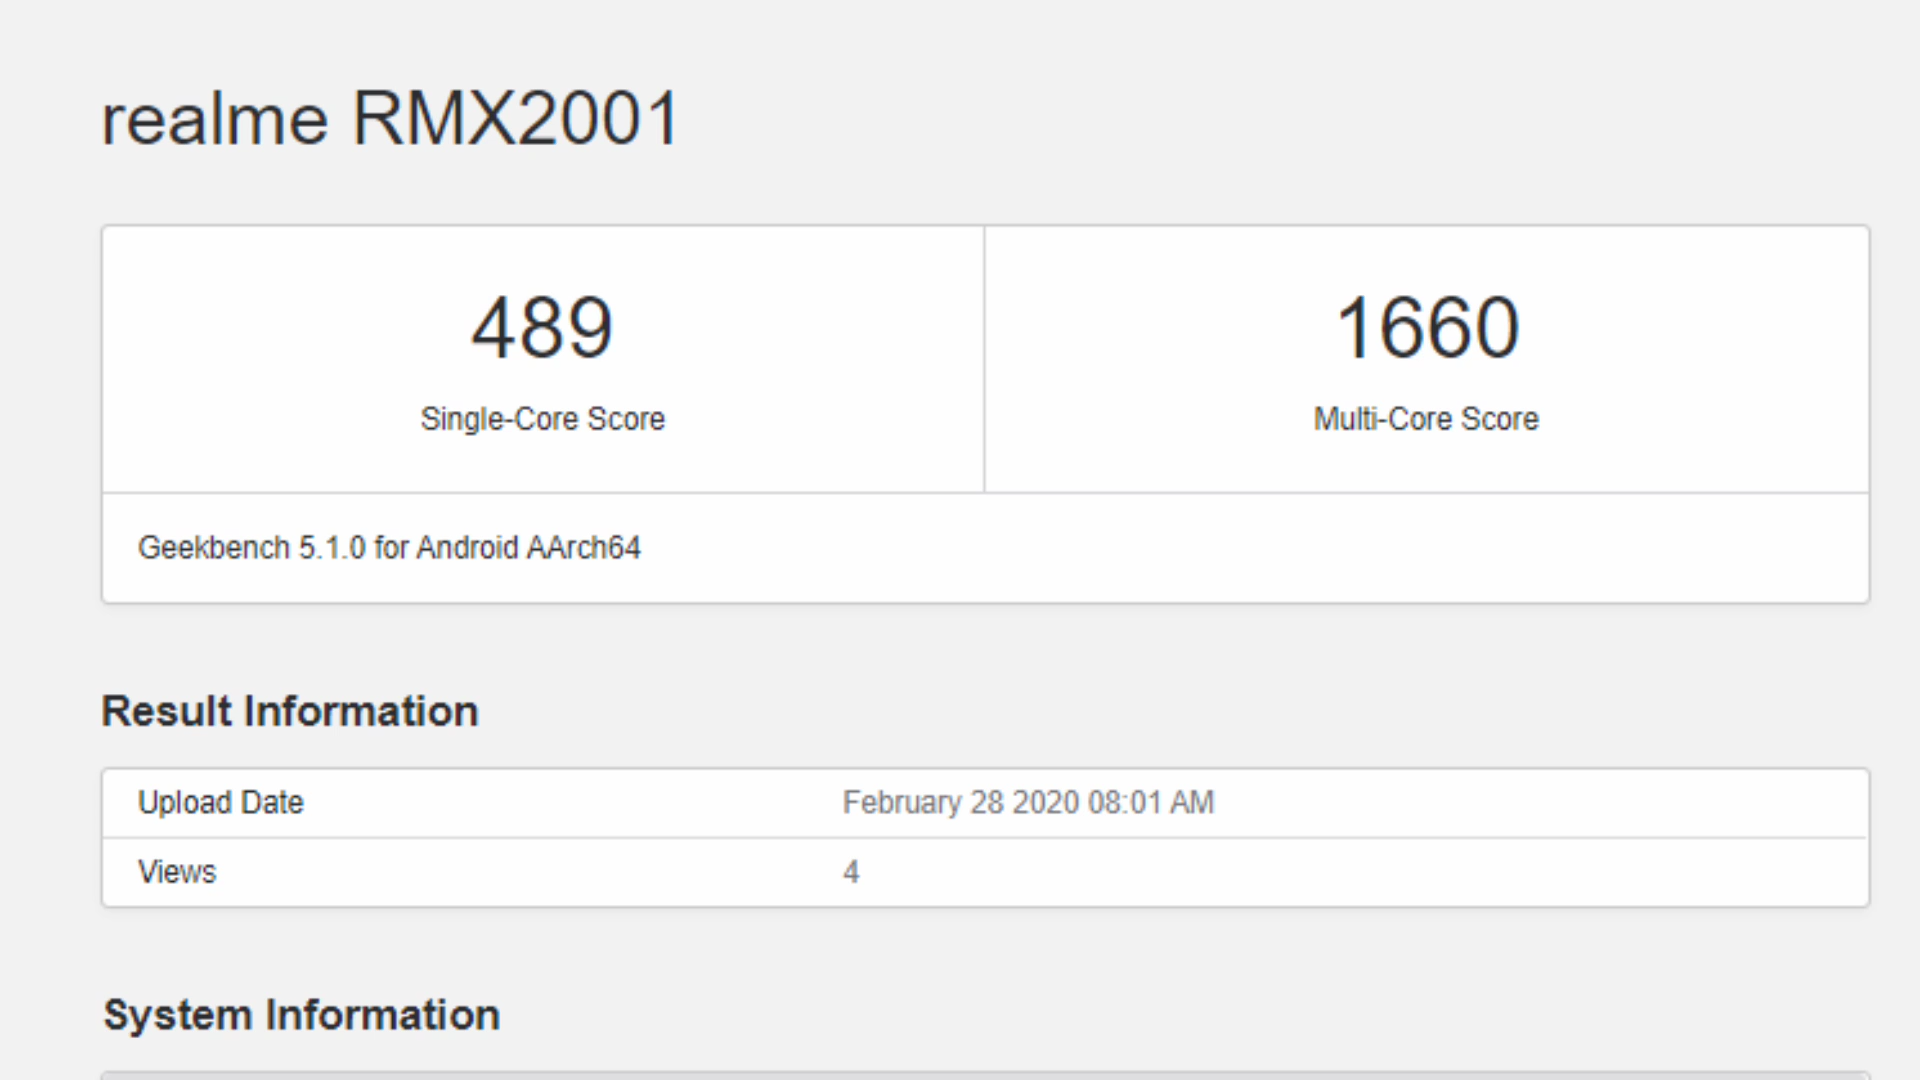 realme RMX2001
489
Single-Core Score
1660
Multi-Core Score
Geekbench 5.1.0 for Android AArch64
Result Information
Upload Date February 28 2020 08:01 AM
Views 4
System Information